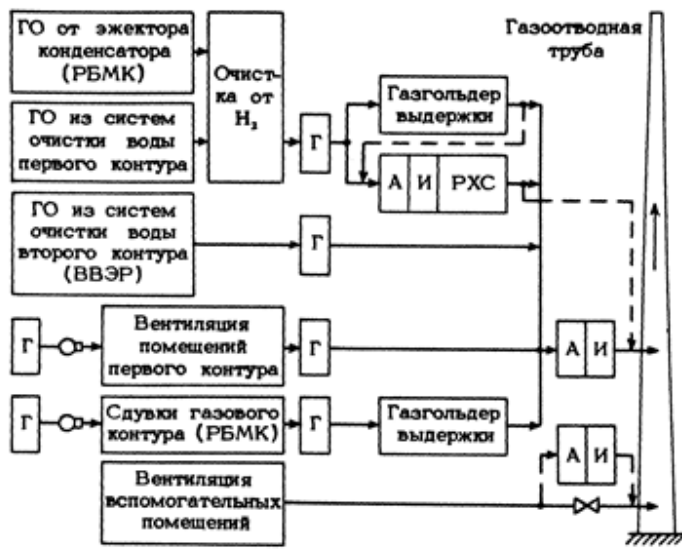 ГО от эжектора
конденсатора
(РБМК)
Очист-
ка от
H₂
Газоотводная
труба
ГО из систем
очистки воды
первого контура
Г
Газгольдер
выдержки
А И РХС
ГО из систем
очистки воды
второго контура
(ВВЭР)
Г
Г
Вентиляция
помещений
первого контура
Г
А И
Г
Сдувки газового
контура (РБМК)
Г
Газгольдер
выдержки
А И
Вентиляция
вспомогательных
помещений